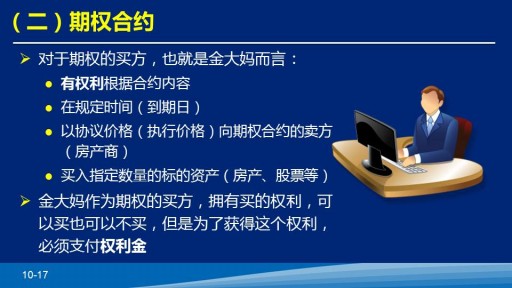 （二）期权合约
对于期权的买方，也就是金大妈而言：
有权利根据合约内容
在规定时间（到期日）
以协议价格（执行价格）向期权合约的卖方
（房产商）
买入指定数量的标的资产（房产、股票等）
金大妈作为期权的买方，拥有买的权利，可
以买也可以不买，但是为了获得这个权利，
必须支付权利金
10-17